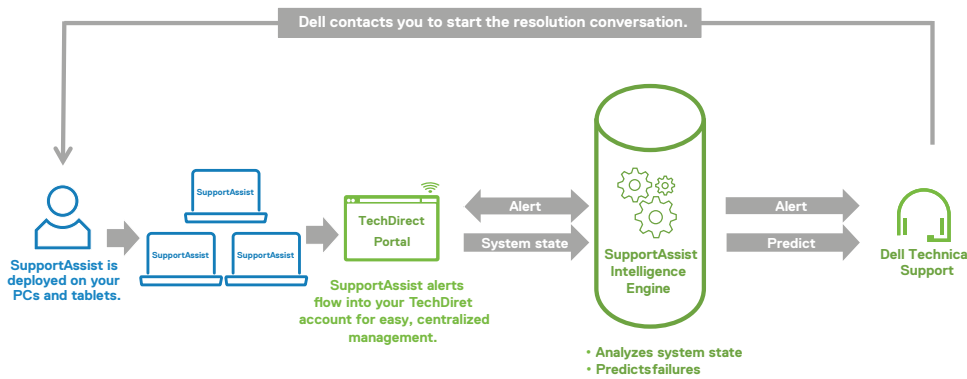 Dell contacts you to start the resolution conversation.
SupportAssist
SupportAssist
SupportAssist
SupportAssist is
deployed on your
PCs and tablets.
TechDirect
Portal
SupportAssist alerts
flow into your TechDiret
account for easy, centralized
management.
Alert
System state
SupportAssist
Intelligence
Engine
• Analyzes system state
• Predictsfailures
Alert
Predict
Dell Technica
Support